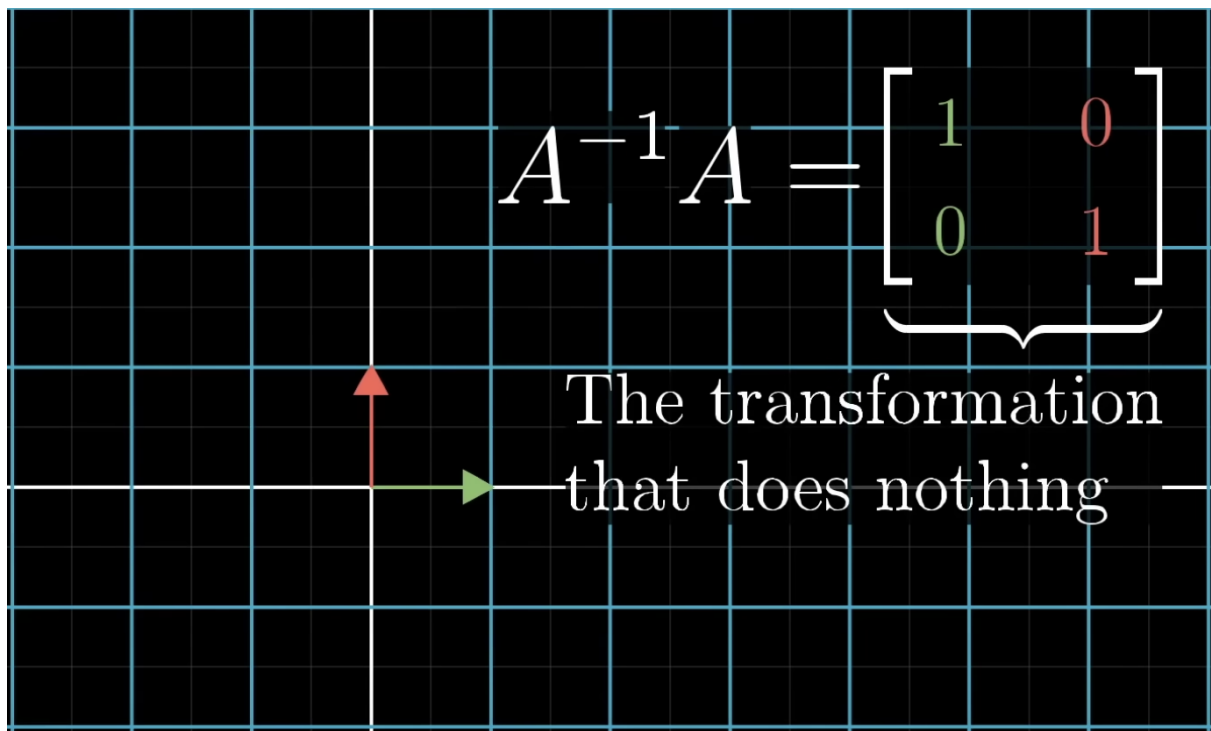 A⁻¹A = [1 0
0 1]
The transformation
that does nothing